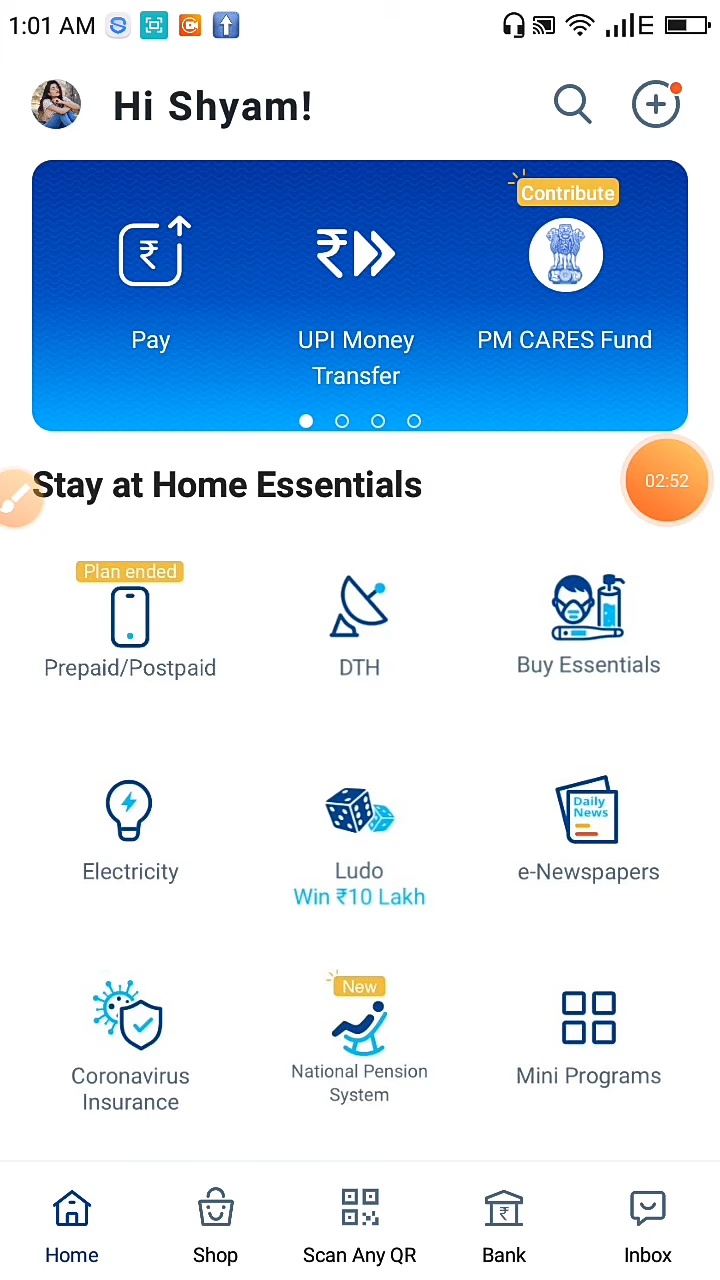 1:01 AM
E
Hi Shyam!
Contribute
Pay
UPI Money
Transfer
PM CARES Fund
Stay at Home Essentials
02:52
Plan ended
Prepaid/Postpaid
DTH
Buy Essentials
Electricity
Ludo
Win ₹10 Lakh
Daily
News
e-Newspapers
Coronavirus
Insurance
New
National Pension
System
Mini Programs
Home
Shop
Scan Any QR
Bank
Inbox